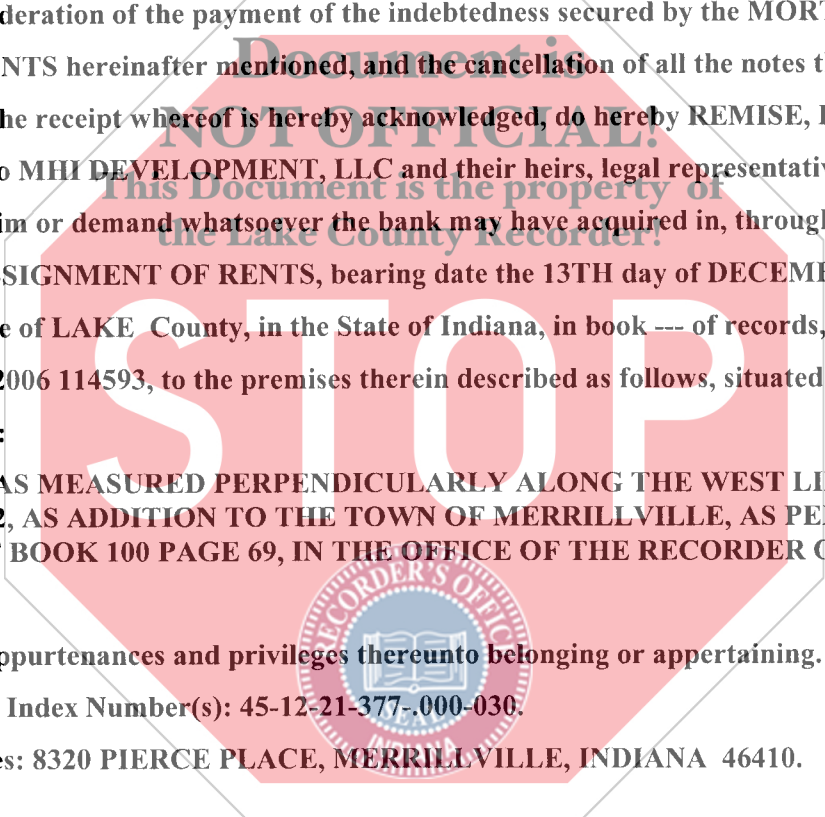 deration of the payment of the indebtedness secured by the MORT
Document is
NTS hereinafter mentioned, and the cancellation of all the notes t
NOT OFFICIAL!
he receipt whereof is hereby acknowledged, do hereby REMISE,
o MHI DEVELOPMENT, LLC and their heirs, legal representativ
This Document is the property of
im or demand whatsoever the bank may have acquired in, through
the Lake County Recorder!
SIGNMENT OF RENTS, bearing date the 13TH day of DECEME
e of LAKE County, in the State of Indiana, in book --- of records,
2006 114593, to the premises therein described as follows, situated
:
STOP
AS MEASURED PERPENDICULARLY ALONG THE WEST LI
2, AS ADDITION TO THE TOWN OF MERRILLVILLE, AS PE
BOOK 100 PAGE 69, IN THE OFFICE OF THE RECORDER O
RECORDER'S OFFICE
ppurtenances and privileges thereunto belonging or appertaining.
Index Number(s): 45-12-21-377-.000-030.
SEAL
INDIANA
es: 8320 PIERCE PLACE, MERRILLVILLE, INDIANA 46410.